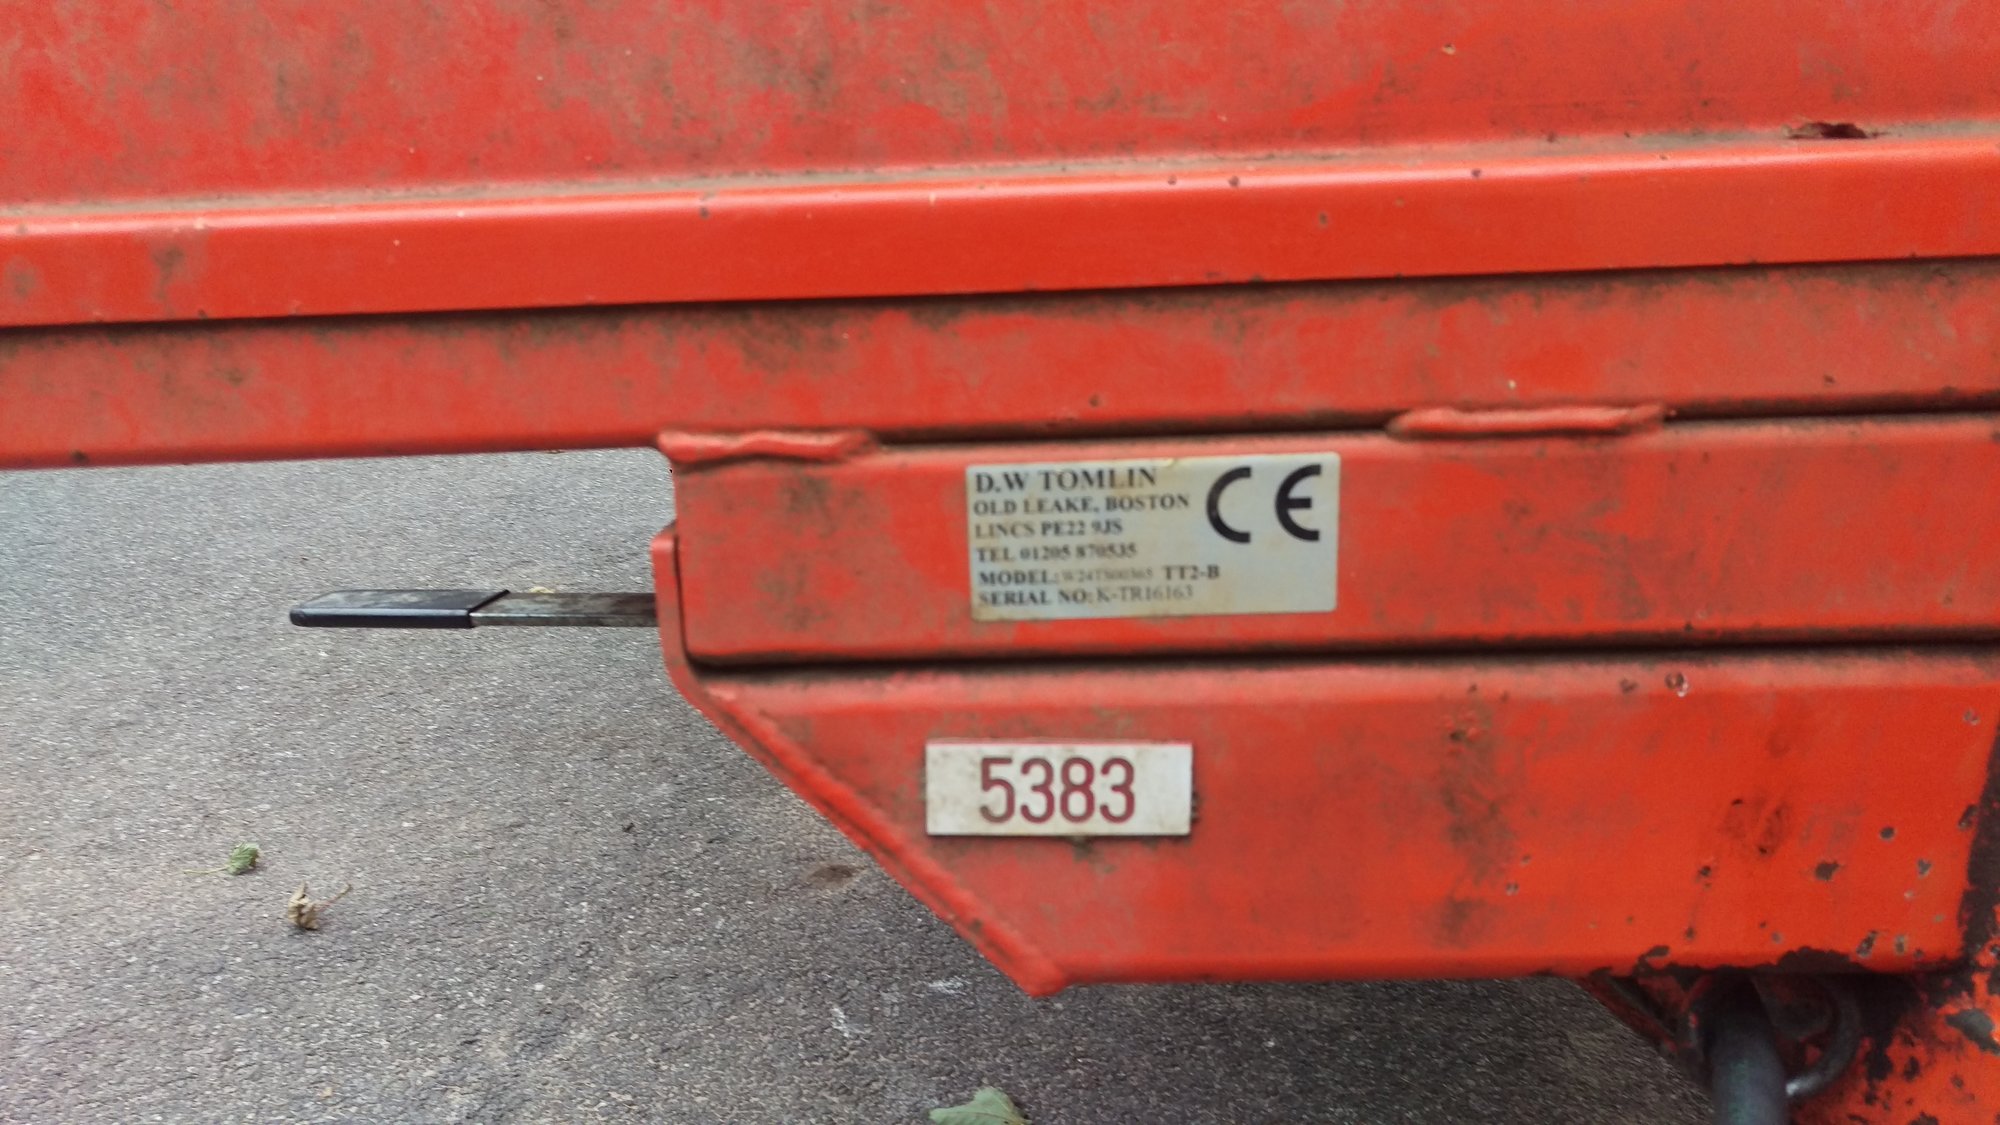 D.W TOMLIN
OLD LEAKE, BOSTON
LINCS PE22 9JS
TEL 01205 870535
MODEL: TT2-B
SERIAL NO: K-TR16163
CE
5383